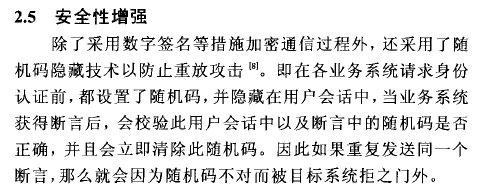 2.5 安全性增强
除了采用数字签名等措施加密通信过程外,还采用了随
机码隐藏技术以防止重放攻击[8]。即在各业务系统请求身份
认证前,都设置了随机码,并隐藏在用户会话中,当业务系统
获得断言后,会校验此用户会话中以及断言中的随机码是否
正确,并且会立即清除此随机码。因此如果重复发送同一个
断言,那么就会因为随机码不对而被目标系统拒之门外。